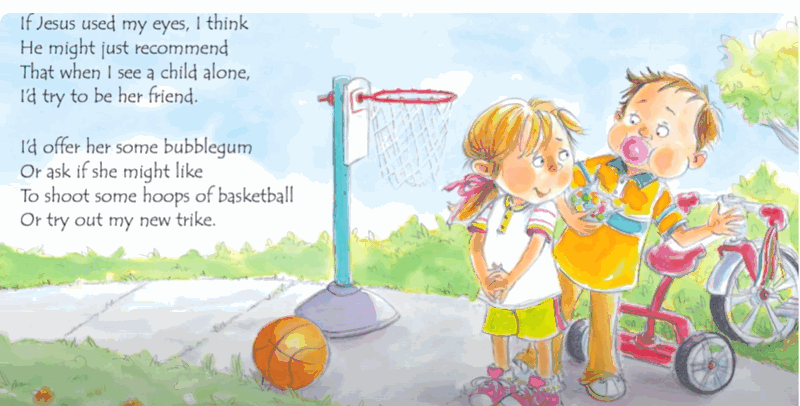 If Jesus used my eyes, I think
He might just recommend
That when I see a child alone,
I'd try to be her friend.
I'd offer her some bubblegum
Or ask if she might like
To shoot some hoops of basketball
Or try out my new trike.